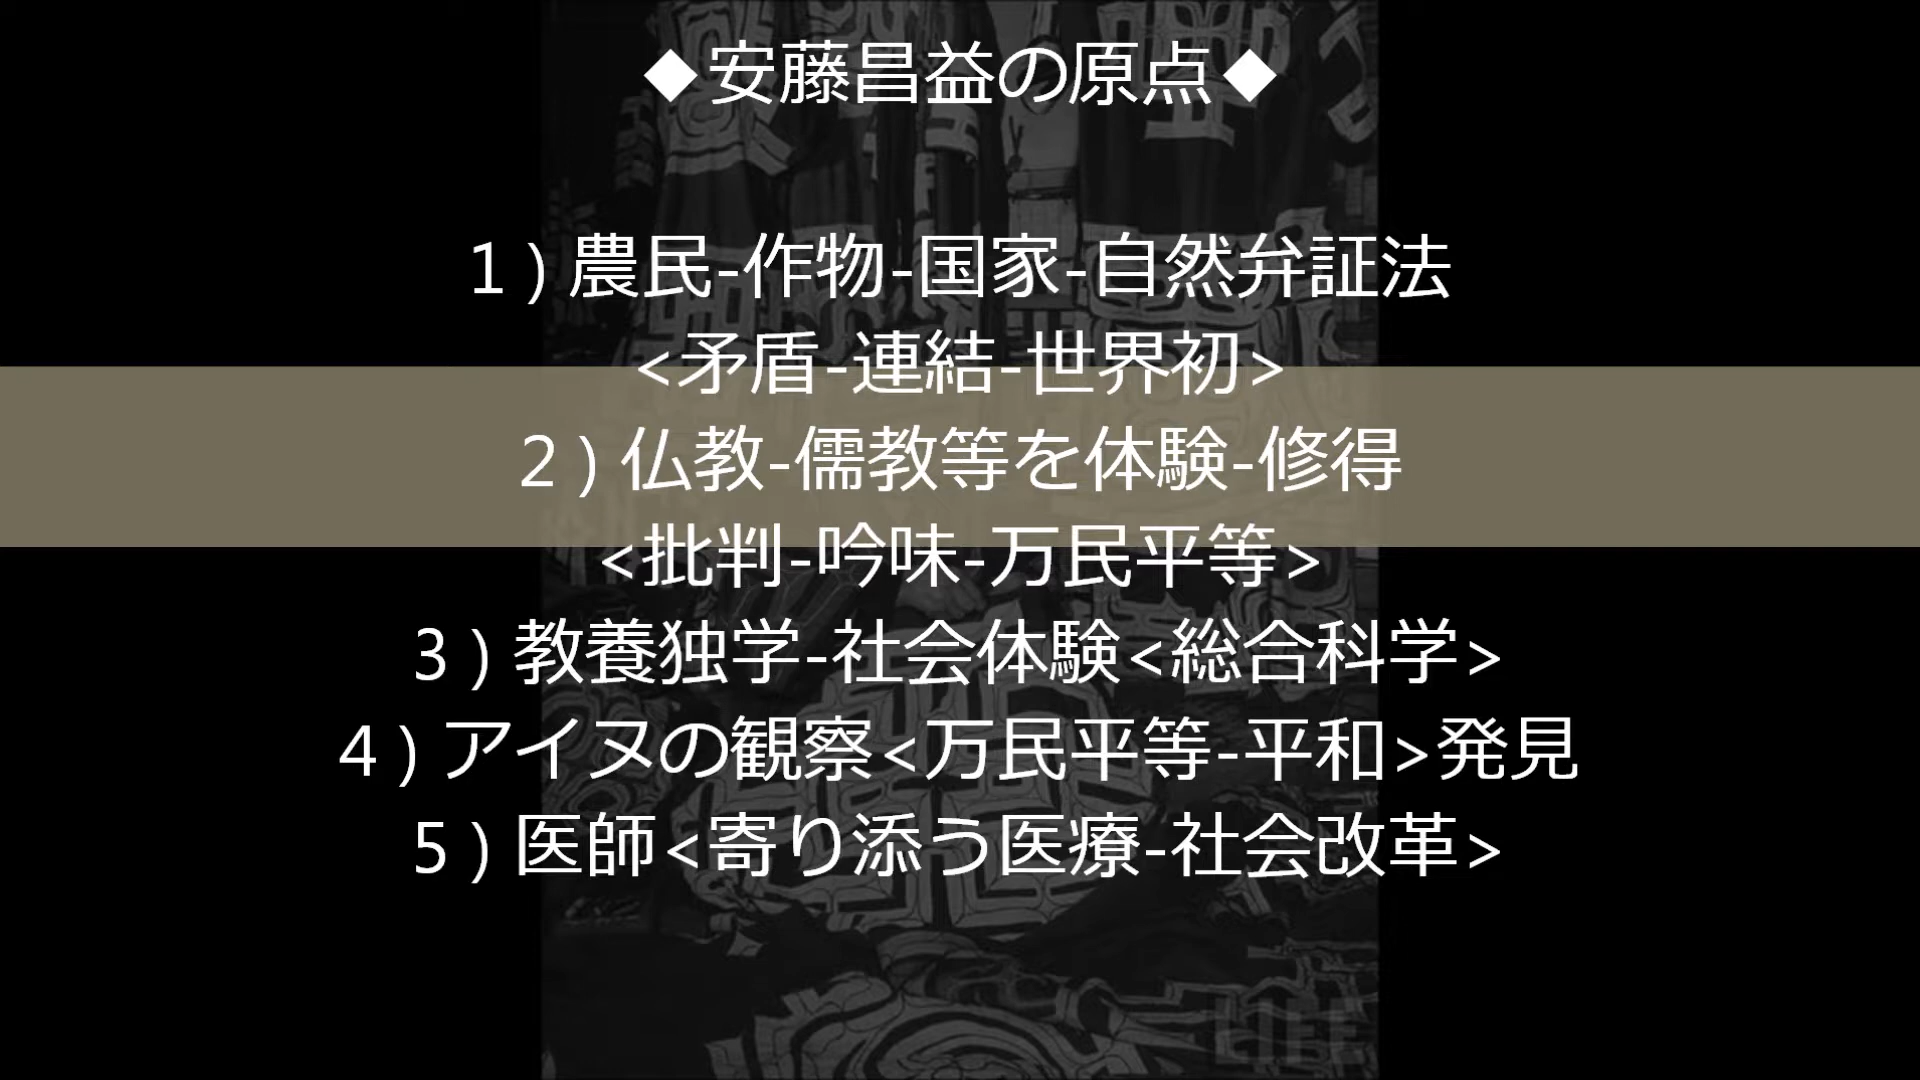 ◆安藤昌益の原点◆
1）農民-作物-国家-自然弁証法
<矛盾-連結-世界初>
2）仏教-儒教等を体験-修得
<批判-吟味-万民平等>
3）教養独学-社会体験<総合科学>
4）アイヌの観察<万民平等-平和>発見
5）医師<寄り添う医療-社会改革>
LIFE